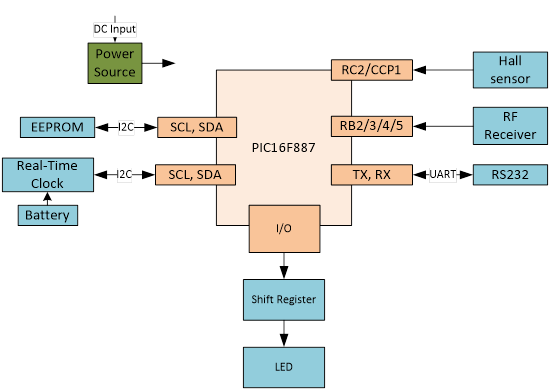 DC Input
Power
Source
RC2/CCP1
Hall
sensor
EEPROM
I2C
SCL, SDA
RB2/3/4/5
RF
Receiver
PIC16F887
Real-Time
Clock
I2C
SCL, SDA
TX, RX
UART
RS232
Battery
I/O
Shift Register
LED